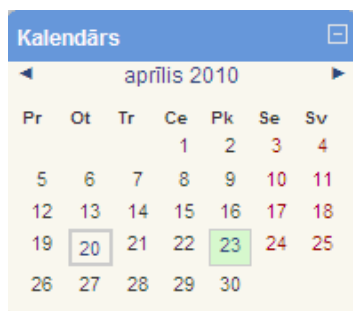 Kalendārs
aprīlis 2010
Pr Ot Tr Ce Pk Se Sv
1 2 3 4
5 6 7 8 9 10 11
12 13 14 15 16 17 18
19 20 21 22 23 24 25
26 27 28 29 30